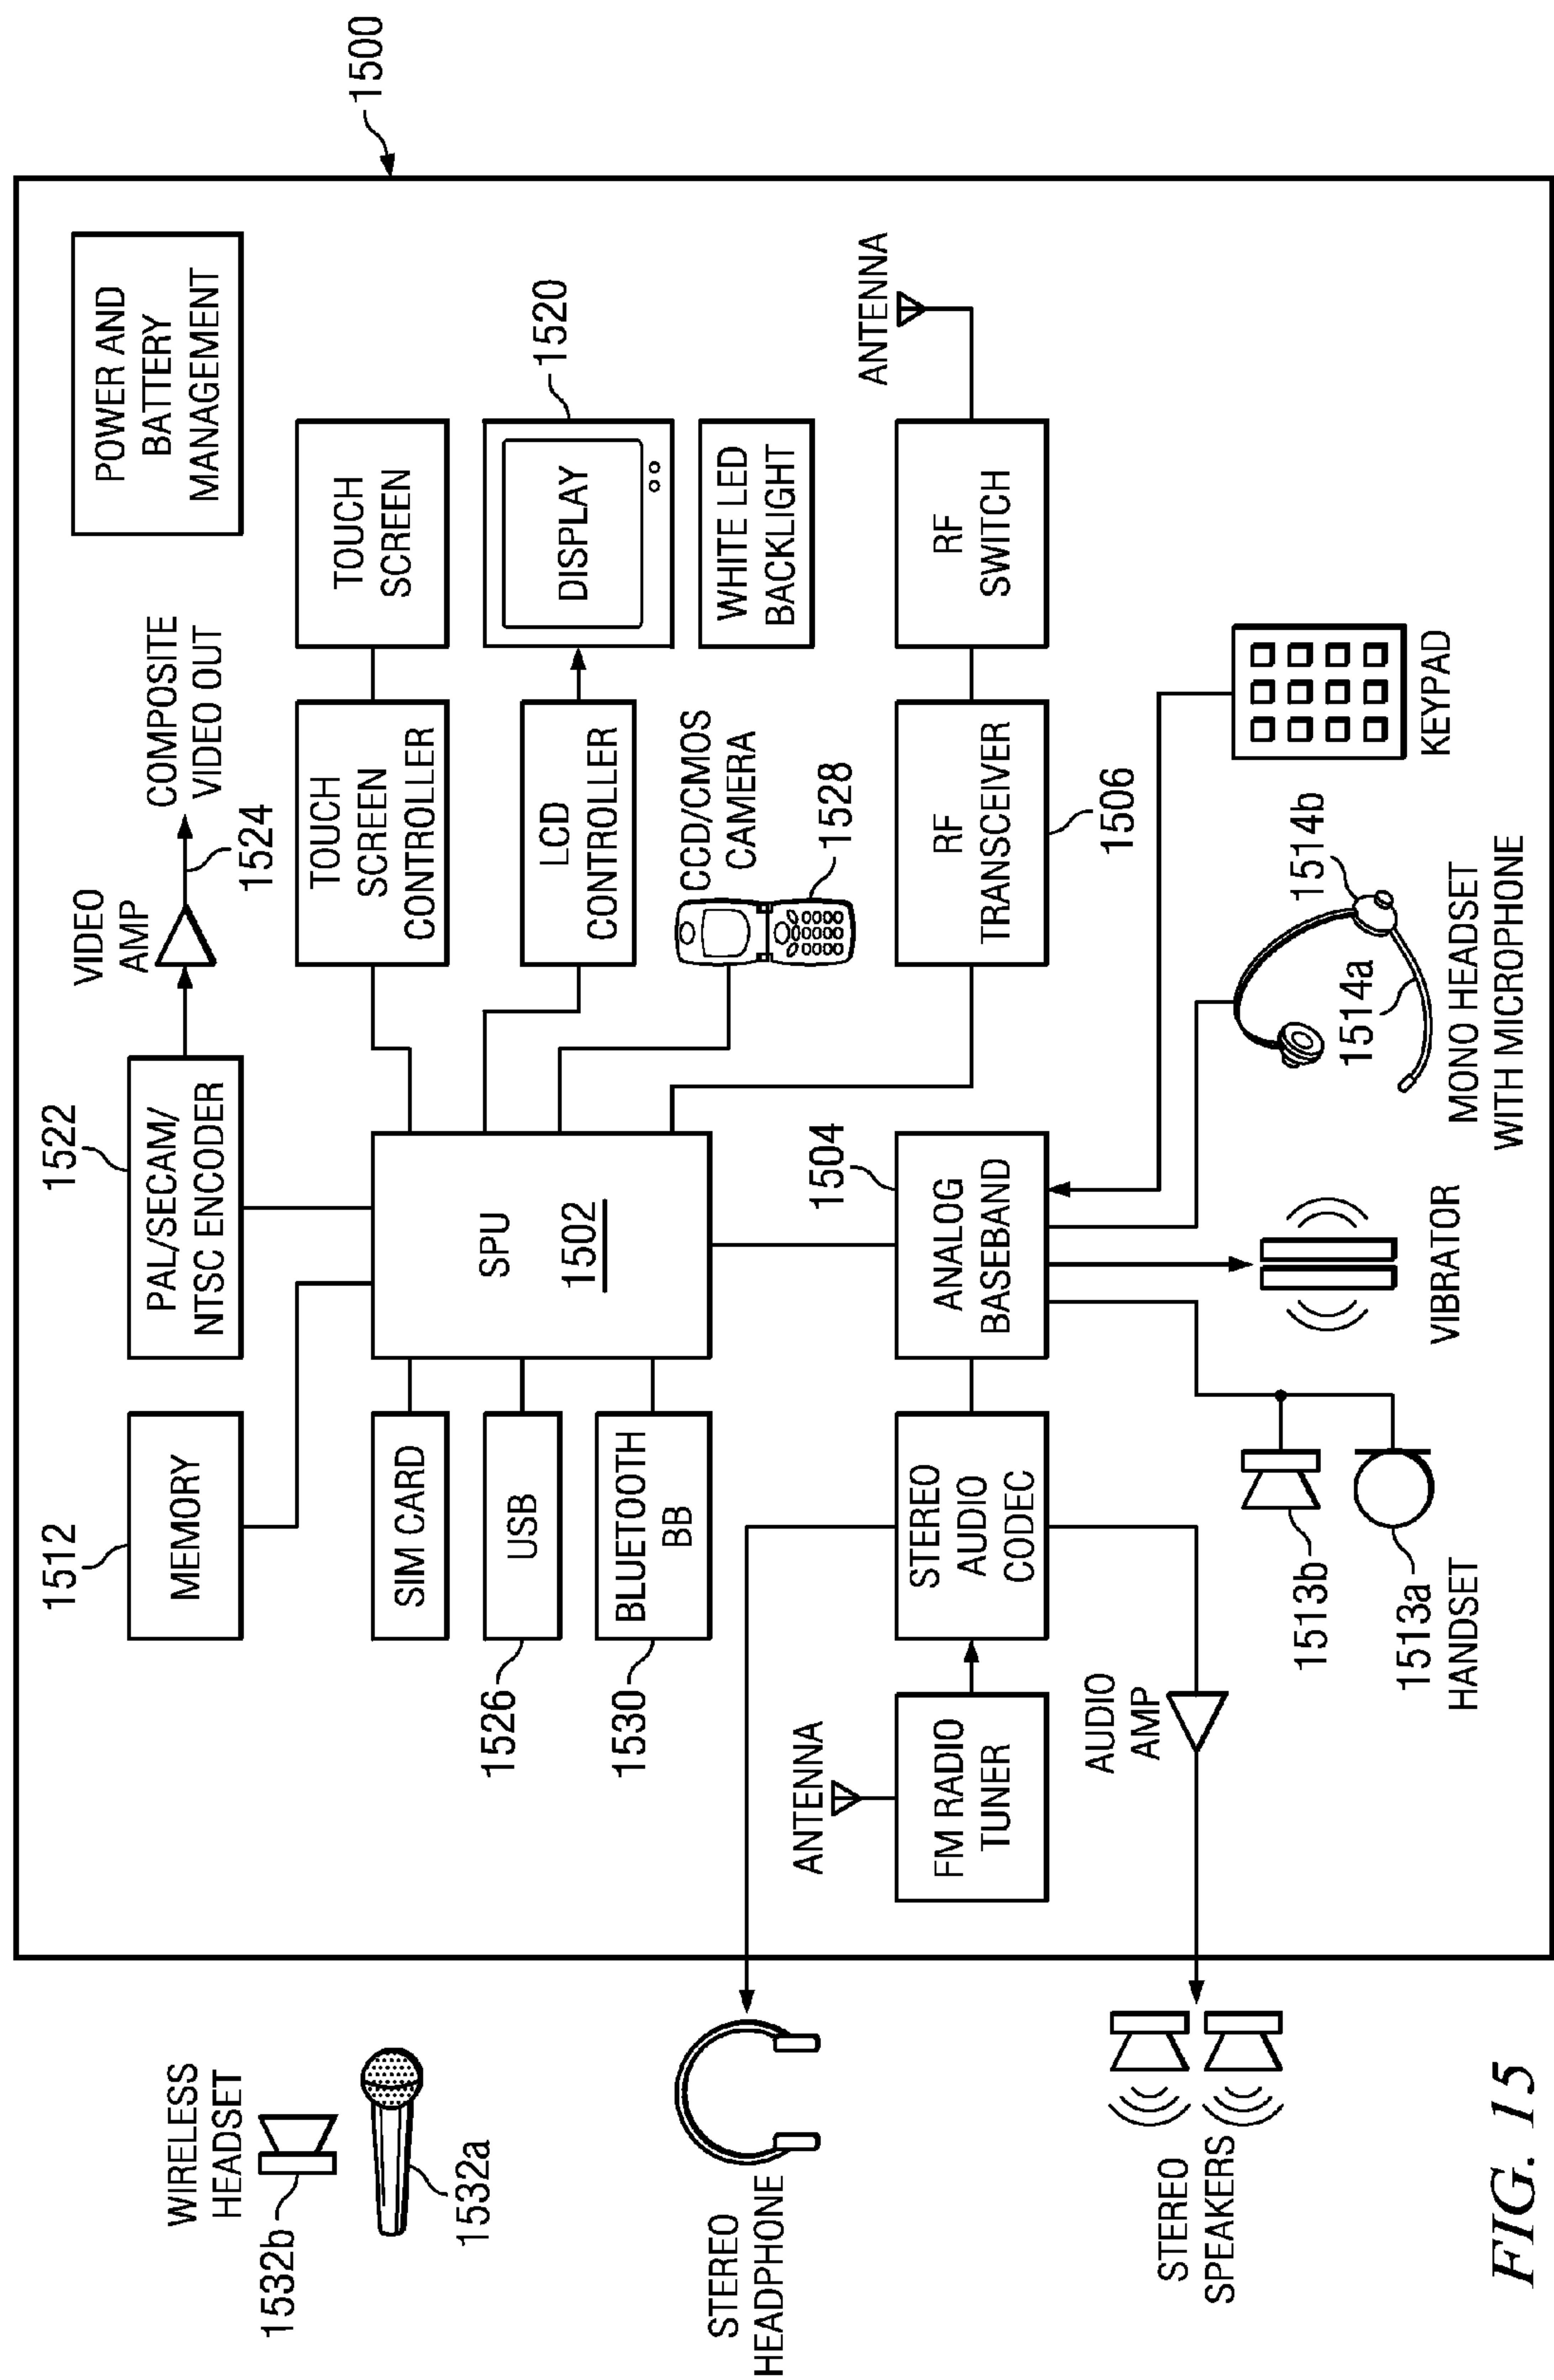 1500
POWER AND
BATTERY
MANAGEMENT
COMPOSITE
VIDEO OUT
VIDEO
AMP
1524
1522
PAL/SECAM/
NTSC ENCODER
1512
MEMORY
WIRELESS
HEADSET
1532b
1532a
TOUCH
SCREEN
TOUCH
SCREEN
CONTROLLER
SIM CARD
1520
DISPLAY
LCD
CONTROLLER
SPU
1502
USB
1526
WHITE LED
BACKLIGHT
CCD/CMOS
CAMERA
1528
BLUETOOTH
BB
1530
STEREO
HEADPHONE
ANTENNA
RF
SWITCH
RF
TRANSCEIVER
1506
1504
ANALOG
BASEBAND
STEREO
AUDIO
CODEC
ANTENNA
FM RADIO
TUNER
AUDIO
AMP
STEREO
SPEAKERS
KEYPAD
1514b
1514a
MONO HEADSET
WITH MICROPHONE
VIBRATOR
1513b
1513a
HANDSET
FIG. 15